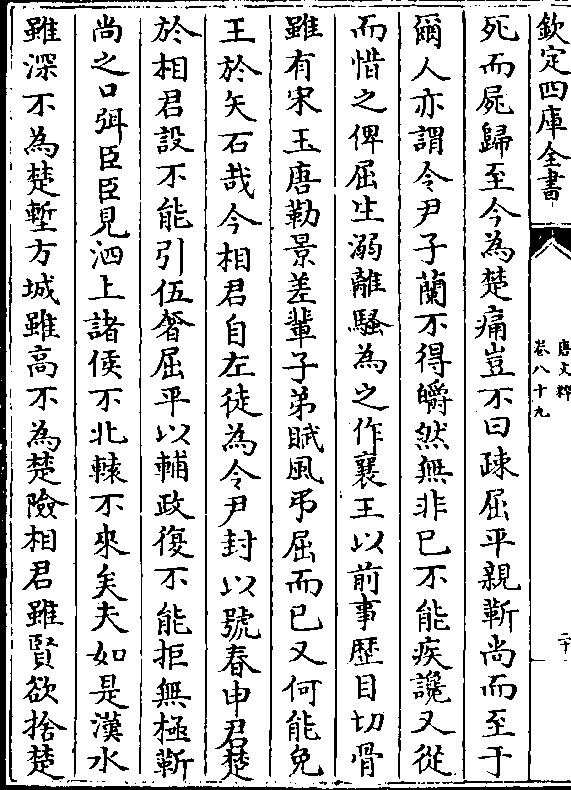 欽定四庫全書
唐文粹
卷八十九
二十
死而屍歸至今為楚痛豈不曰疎屈平親靳尚而至于
爾人亦謂令尹子蘭不得皭然無非已不能疾讒又從
而惜之俾屈生溺離騷為之作襄王以前事歷目切骨
雖有宋玉唐勒景差輩子弟賦風弔屈而已又何能免
王於矢石哉今相君自左徒為令尹封以號春申君楚
於相君設不能引伍奢屈平以輔政復不能拒無極靳
尚之口弭臣臣見泗上諸侯不北轅不來矣夫如是漢水
雖深不為楚塹方城雖高不為楚險相君雖賢欲捨楚